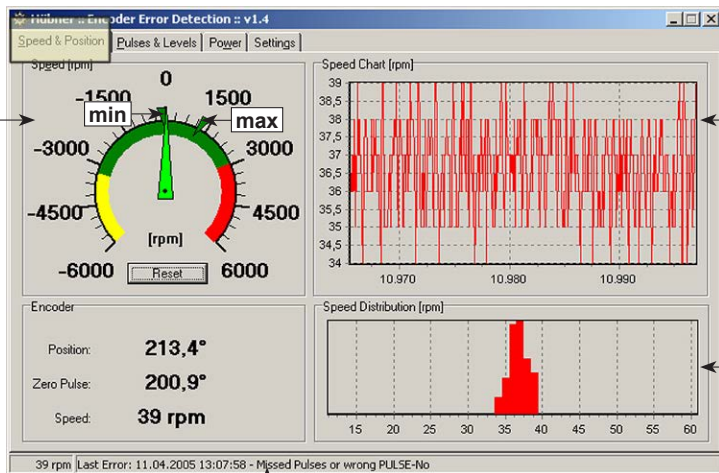 Hübner :: Encoder Error Detection :: v1.4
Speed & Position Pulses & Levels Power Settings
Speed [rpm]
0
-1500 1500
min max
-3000 3000
-4500 4500
[rpm]
-6000 Reset 6000
Speed Chart [rpm]
39
38,5
38
37,5
37
36,5
36
35,5
35
34,5
34
10.970 10.980 10.990
Encoder
Position: 213,4°
Zero Pulse: 200,9°
Speed: 39 rpm
Speed Distribution [rpm]
15 20 25 30 35 40 45 50 55 60
39 rpm Last Error: 11.04.2005 13:07:58 - Missed Pulses or wrong PULSE-No